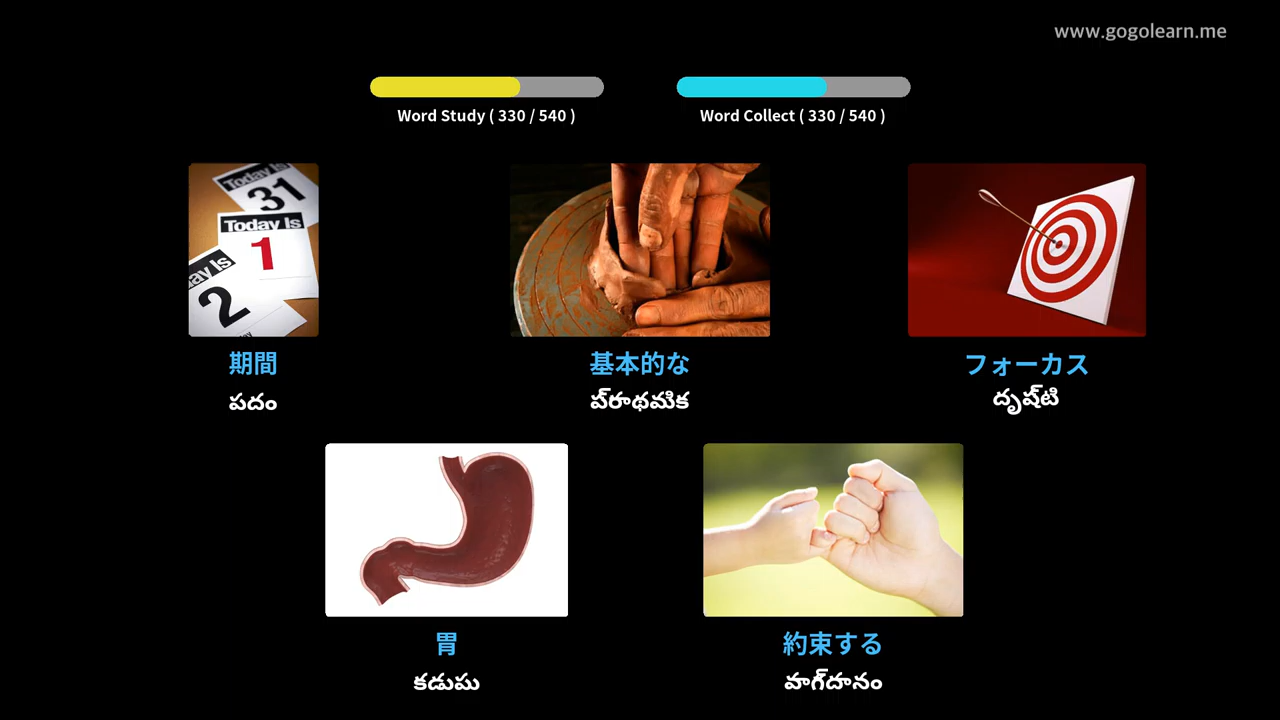 www.gogolearn.me
Word Study ( 330 / 540 )
Word Collect ( 330 / 540 )
Today Is
31
Today Is
1
ay Is
2
期間
పదం
基本的な
ప్రాథమిక
フォーカス
దృష్టి
胃
కడుపు
約束する
వాగ్దానం